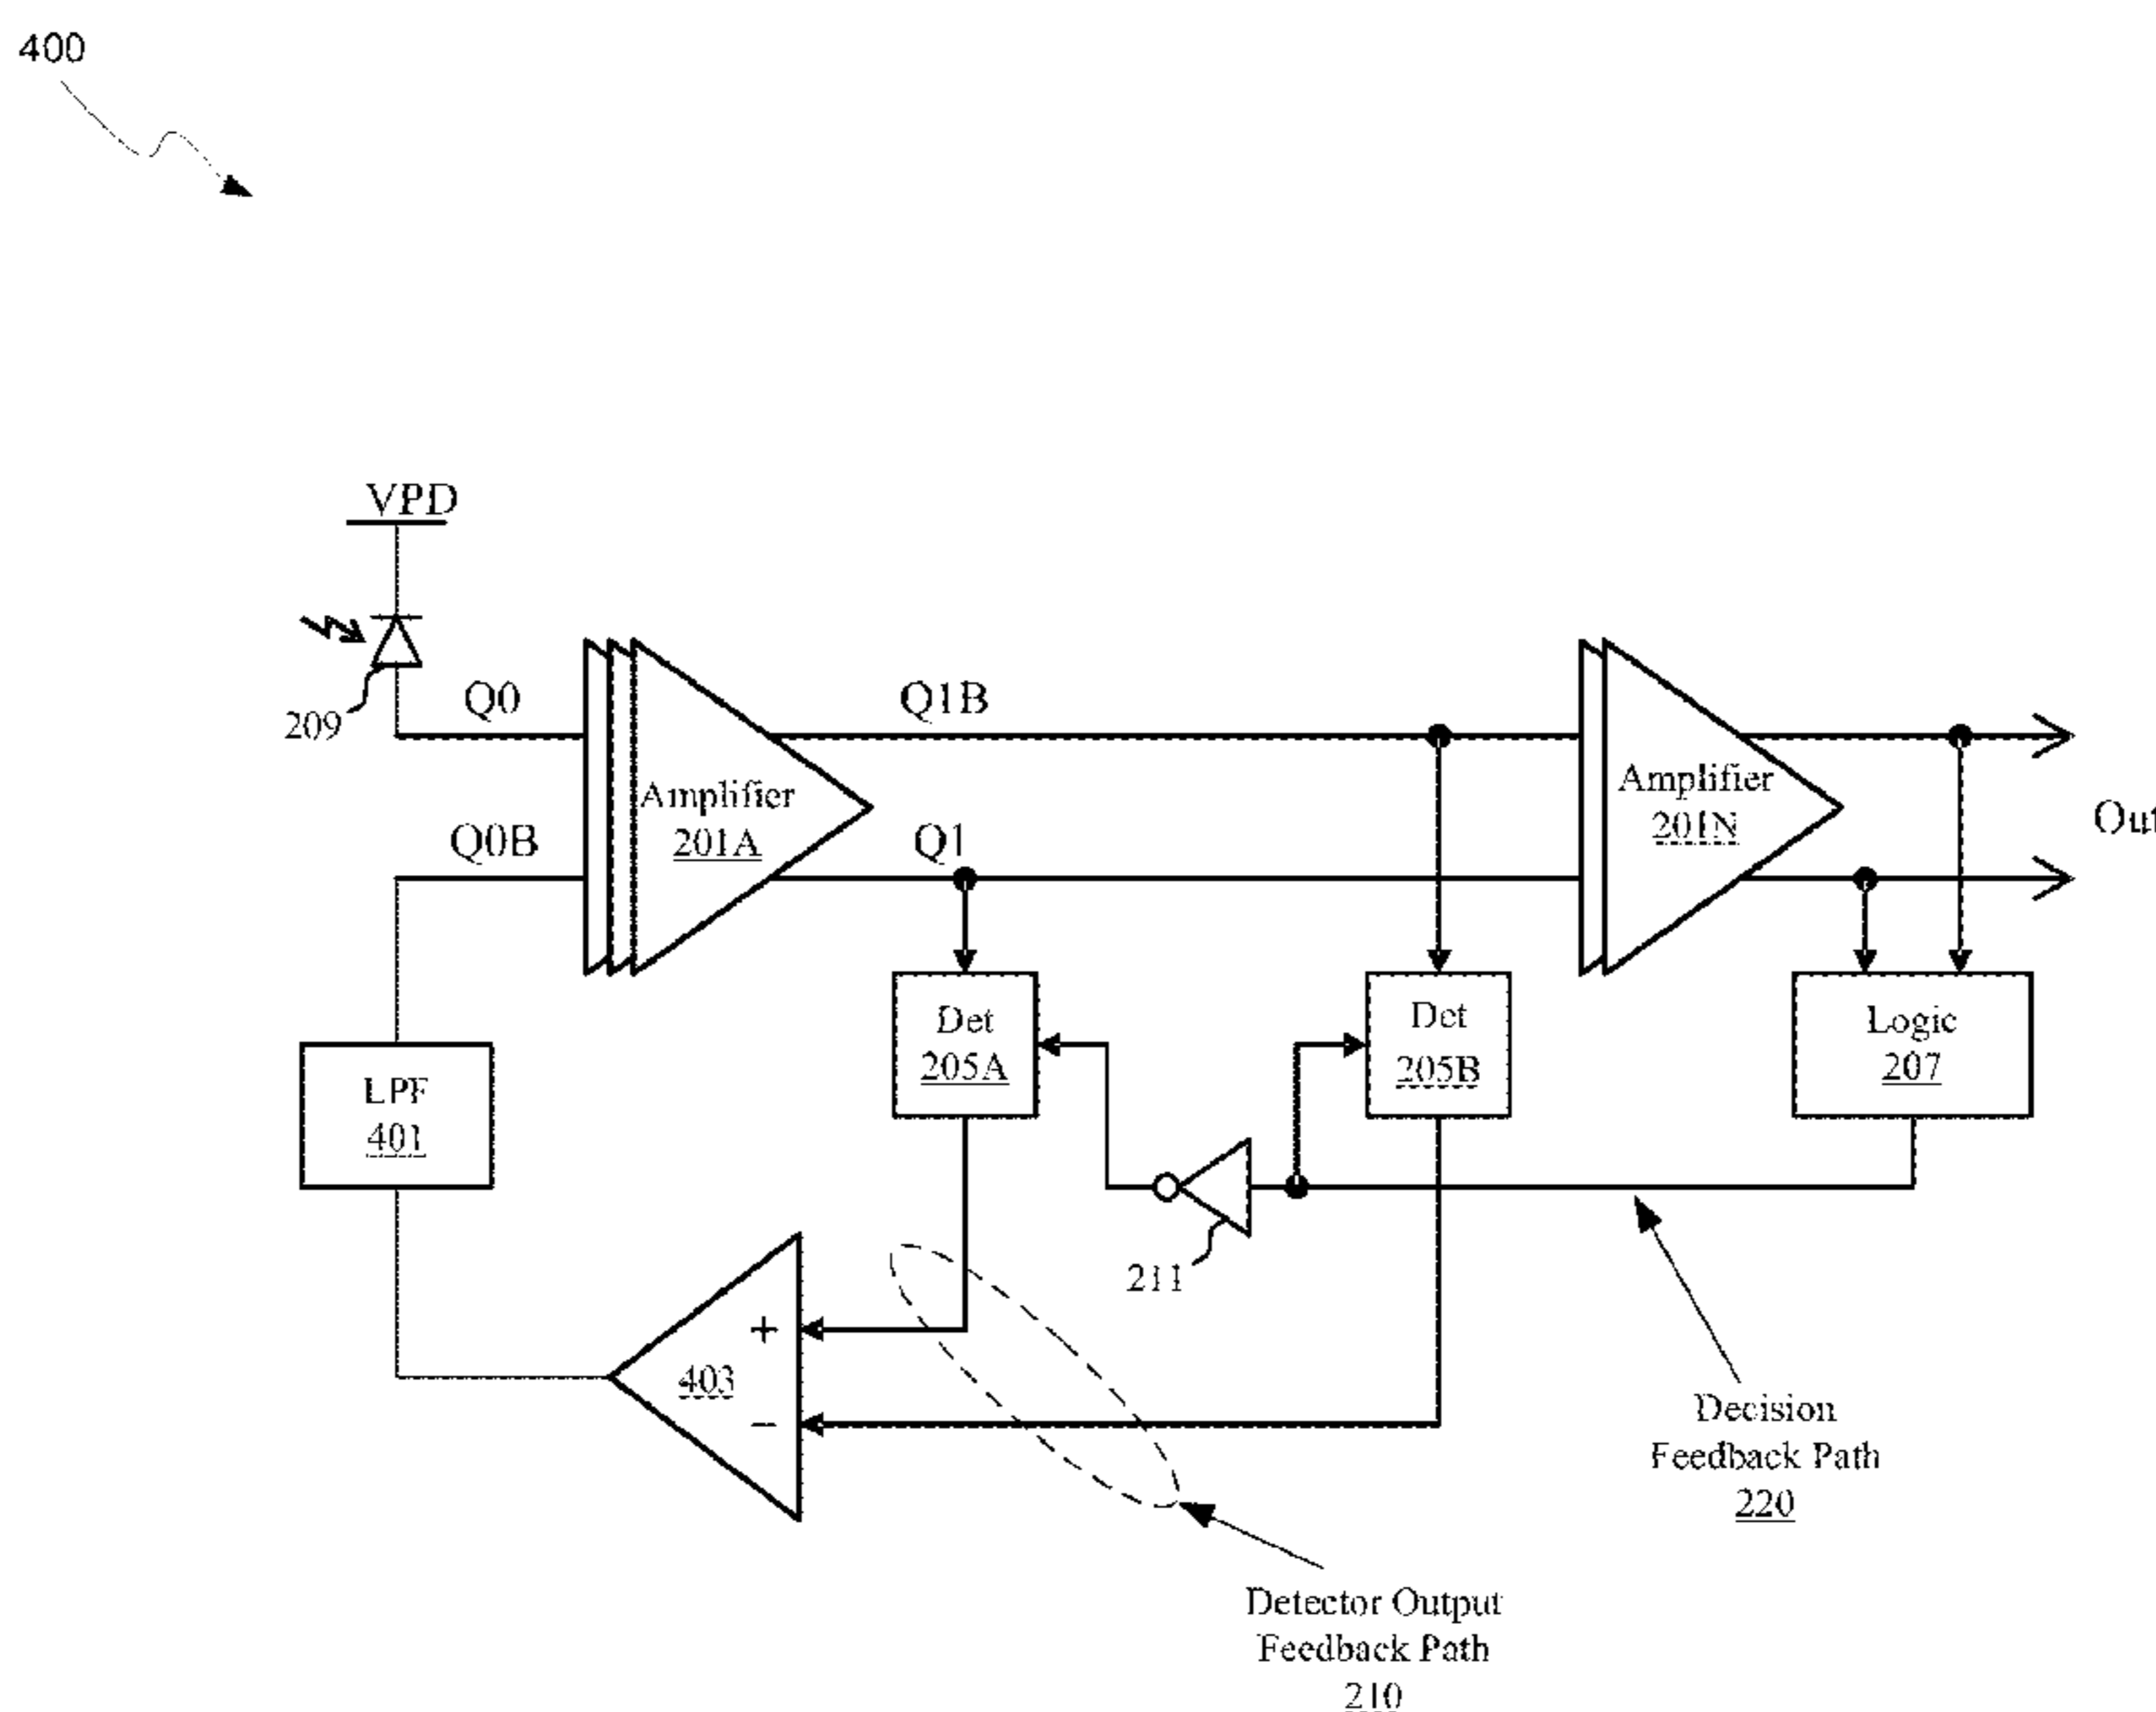 400
VPD
209
Q0
Q0B
Amplifier
201A
Q1B
Q1
Amplifier
201N
Out
Det
205A
Det
205B
Logic
207
LPF
401
211
+
403
−
Decision
Feedback Path
220
Detector Output
Feedback Path
210